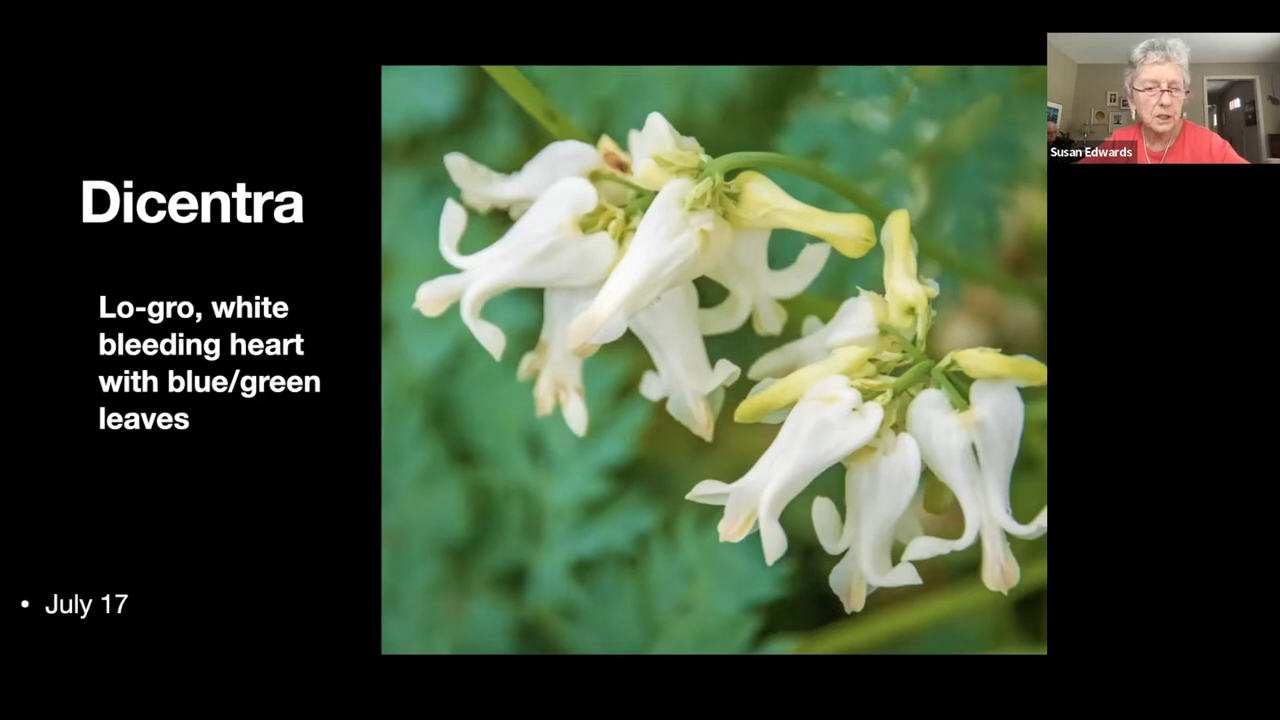 Dicentra
Lo-gro, white
bleeding heart
with blue/green
leaves
• July 17
Susan Edwards